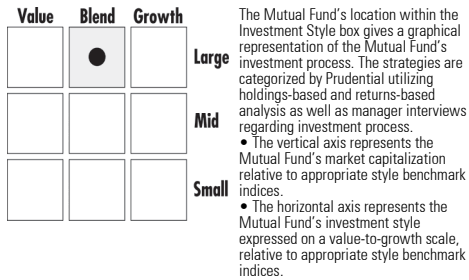 Value Blend Growth
Large
Mid
Small
The Mutual Fund's location within the
Investment Style box gives a graphical
representation of the Mutual Fund's
investment process. The strategies are
categorized by Prudential utilizing
holdings-based and returns-based
analysis as well as manager interviews
regarding investment process.
• The vertical axis represents the
Mutual Fund's market capitalization
relative to appropriate style benchmark
indices.
• The horizontal axis represents the
Mutual Fund's investment style
expressed on a value-to-growth scale,
relative to appropriate style benchmark
indices.